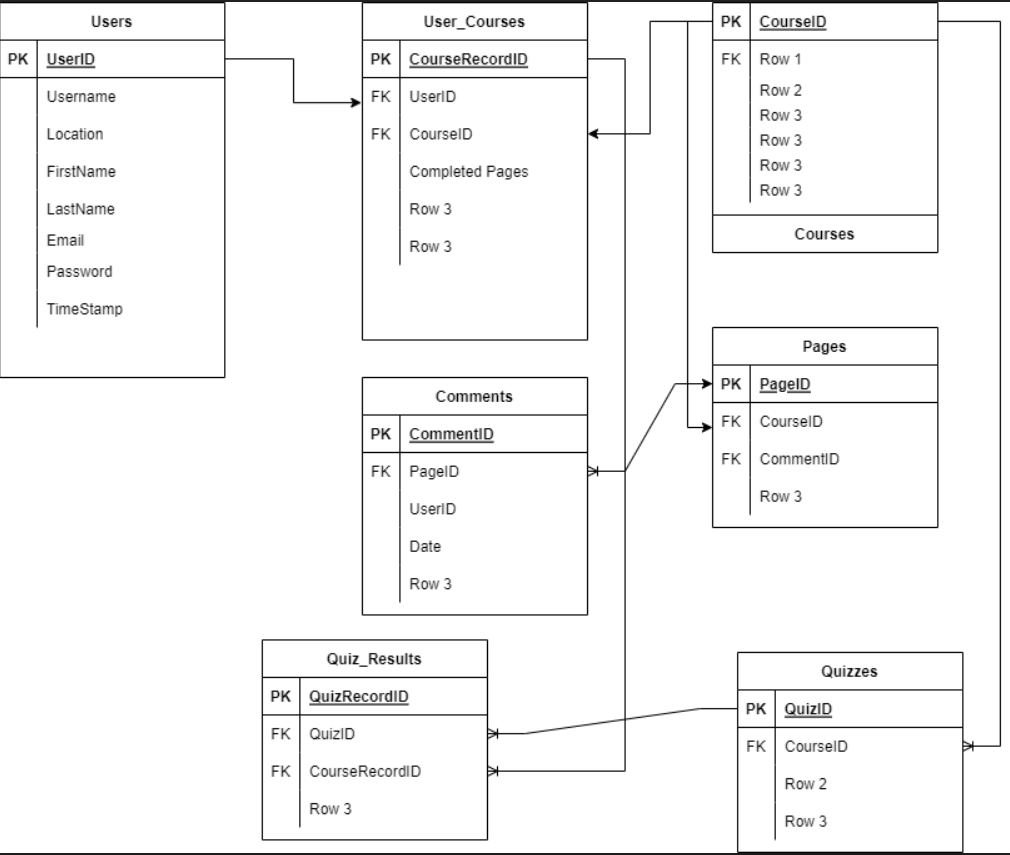 Users
PK UserID
Username
Location
FirstName
LastName
Email
Password
TimeStamp
User_Courses
PK CourseRecordID
FK UserID
FK CourseID
Completed Pages
Row 3
Row 3
PK CourseID
FK Row 1
Row 2
Row 3
Row 3
Row 3
Row 3
Courses
Comments
PK CommentID
FK PageID
UserID
Date
Row 3
Pages
PK PageID
FK CourseID
FK CommentID
Row 3
Quiz_Results
PK QuizRecordID
FK QuizID
FK CourseRecordID
Row 3
Quizzes
PK QuizID
FK CourseID
Row 2
Row 3